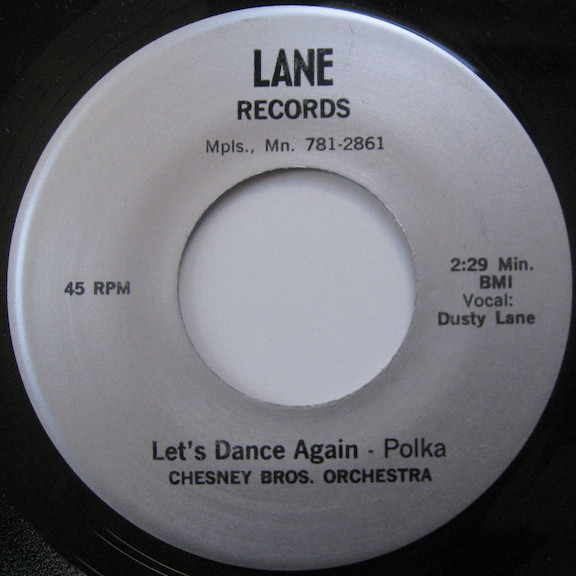 LANE
RECORDS
Mpls., Mn. 781-2861
45 RPM
2:29 Min.
BMI
Vocal:
Dusty Lane
Let's Dance Again - Polka
CHESNEY BROS. ORCHESTRA